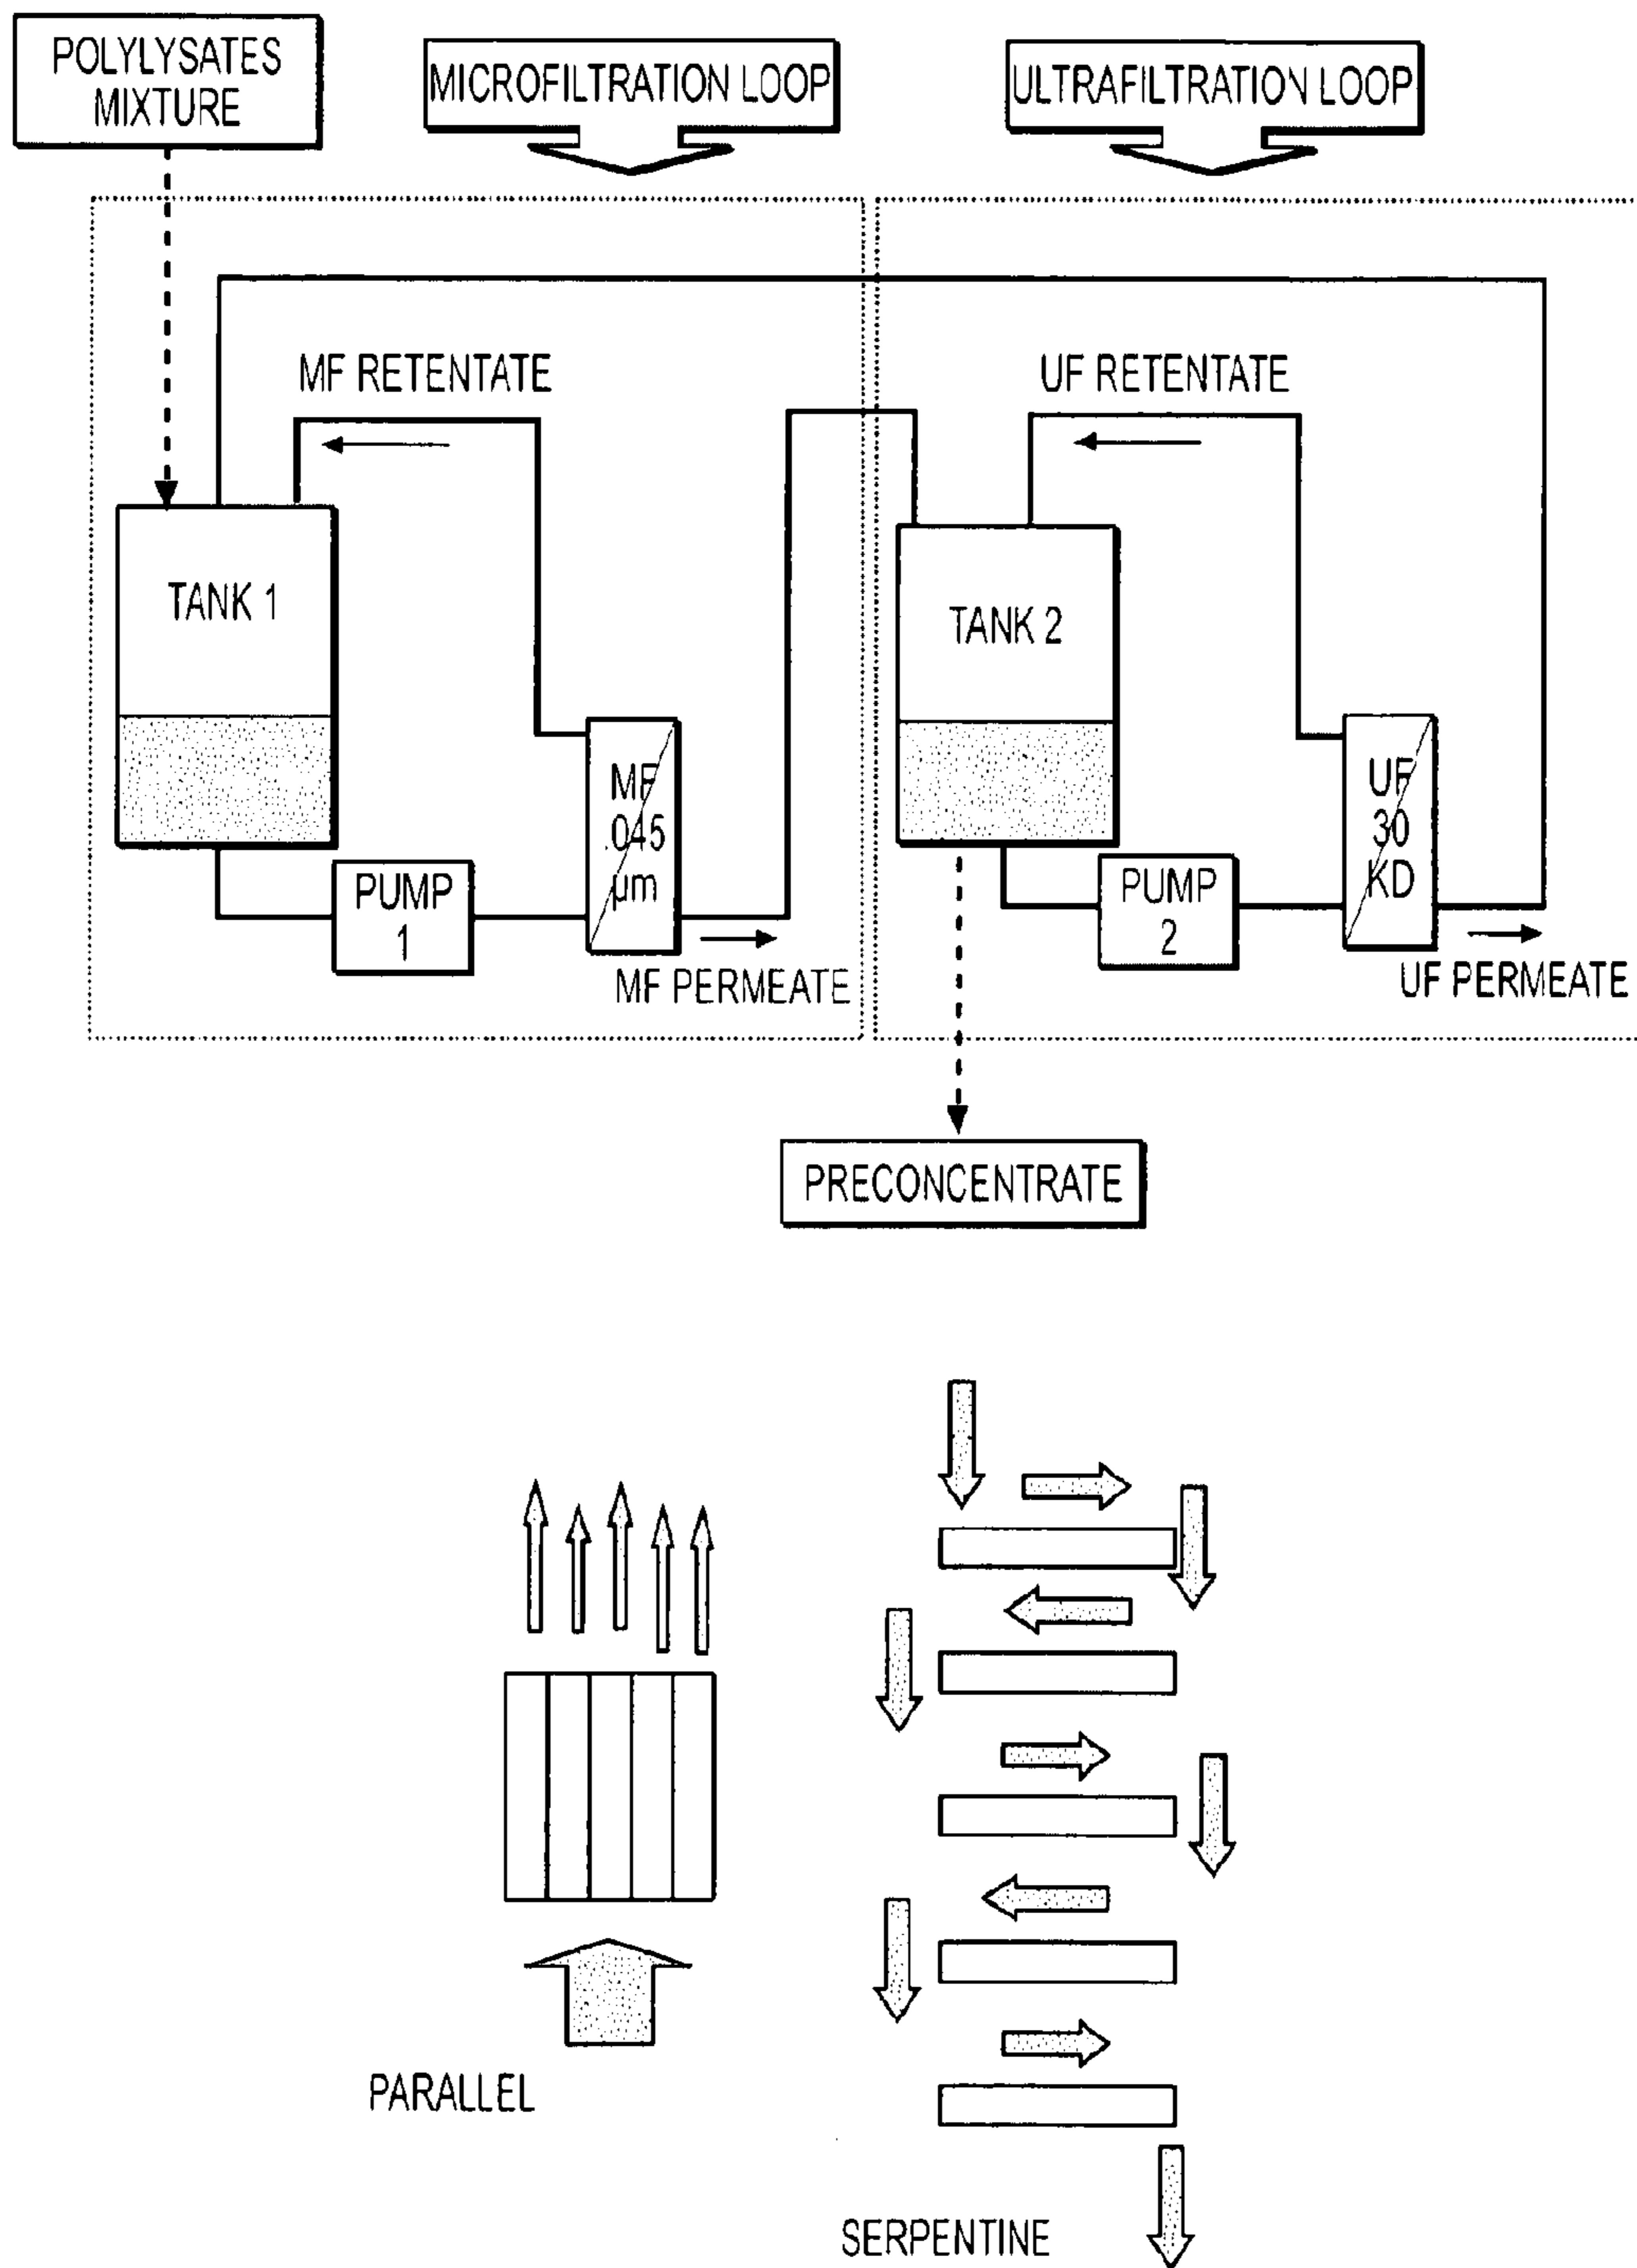 POLYLYSATES
MIXTURE
MICROFILTRATION LOOP
ULTRAFILTRATION LOOP
MF RETENTATE
UF RETENTATE
TANK 1
TANK 2
MF
.045
µm
UF
30
KD
PUMP
1
PUMP
2
MF PERMEATE
UF PERMEATE
PRECONCENTRATE
PARALLEL
SERPENTINE